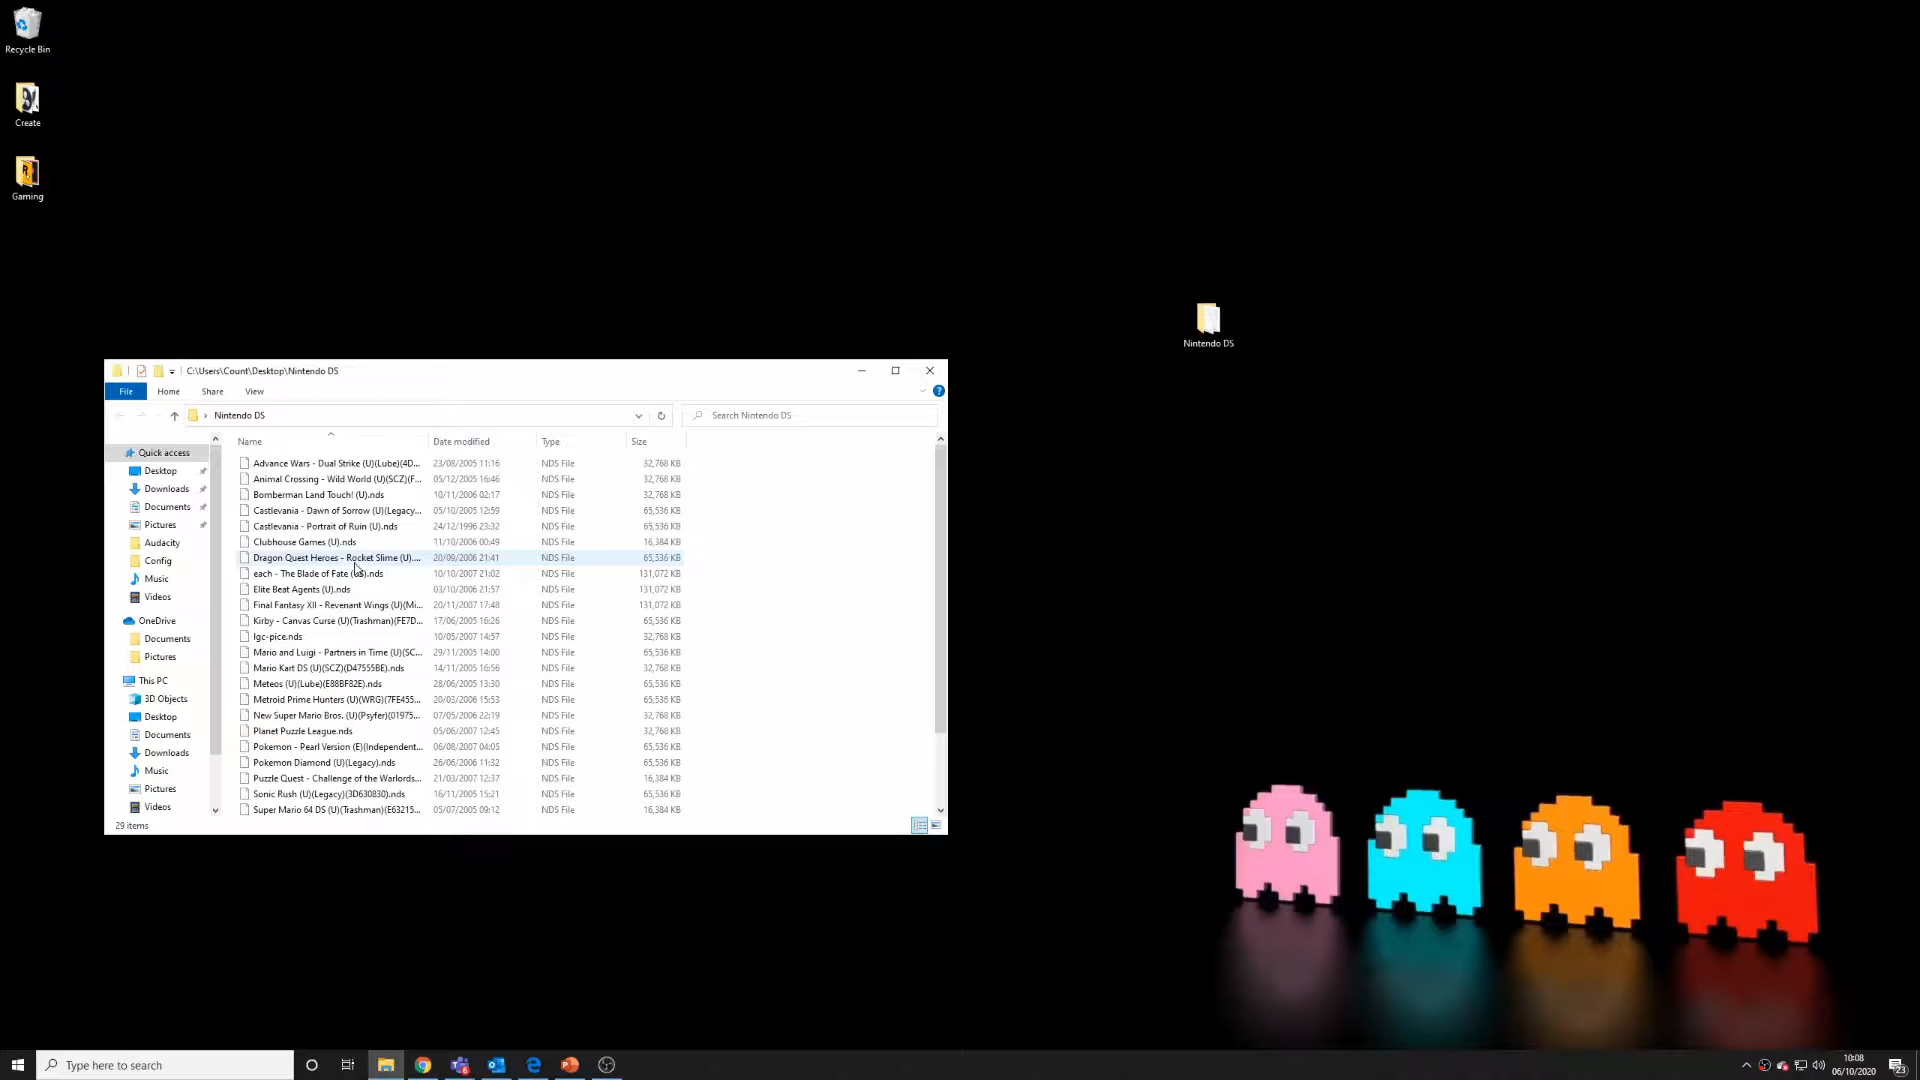 Recycle Bin
Create
Gaming
Nintendo DS
C:\Users\Count\Desktop\Nintendo DS
File Home Share View
Nintendo DS
Search Nintendo DS
Name Date modified Type Size
Quick access
Desktop
Downloads
Documents
Pictures
Audacity
Config
Music
Videos
OneDrive
Documents
Pictures
This PC
3D Objects
Desktop
Documents
Downloads
Music
Pictures
Videos
Advance Wars - Dual Strike (U)(Lube)(4D... 23/08/2005 11:16 NDS File 32,768 KB
Animal Crossing - Wild World (U)(SCZ)(F... 05/12/2005 16:46 NDS File 32,768 KB
Bomberman Land Touch! (U).nds 10/11/2006 02:17 NDS File 32,768 KB
Castlevania - Dawn of Sorrow (U)(Legacy... 05/10/2005 12:59 NDS File 65,536 KB
Castlevania - Portrait of Ruin (U).nds 24/12/1996 23:32 NDS File 65,536 KB
Clubhouse Games (U).nds 11/10/2006 00:49 NDS File 16,384 KB
Dragon Quest Heroes - Rocket Slime (U).... 20/09/2006 21:41 NDS File 65,536 KB
each - The Blade of Fate .nds 10/10/2007 21:02 NDS File 131,072 KB
Elite Beat Agents (U).nds 03/10/2006 21:57 NDS File 131,072 KB
Final Fantasy XII - Revenant Wings (U)(Mi... 20/11/2007 17:48 NDS File 131,072 KB
Kirby - Canvas Curse (U)(Trashman)(FE7D... 17/06/2005 16:26 NDS File 65,536 KB
lgc-pice.nds 10/05/2007 14:57 NDS File 32,768 KB
Mario and Luigi - Partners in Time (U)(SC... 29/11/2005 14:00 NDS File 65,536 KB
Mario Kart DS (U)(SCZ)(D47555BE).nds 14/11/2005 16:56 NDS File 32,768 KB
Meteos (U)(Lube)(E88BF82E).nds 28/06/2005 13:30 NDS File 65,536 KB
Metroid Prime Hunters (U)(WRG)(7FE455... 20/03/2006 15:53 NDS File 65,536 KB
New Super Mario Bros. (U)(Psyfer)(01975... 07/05/2006 22:19 NDS File 32,768 KB
Planet Puzzle League.nds 05/06/2007 12:45 NDS File 32,768 KB
Pokemon - Pearl Version (E)(Independent... 06/08/2007 04:05 NDS File 65,536 KB
Pokemon Diamond (U)(Legacy).nds 26/06/2006 11:32 NDS File 65,536 KB
Puzzle Quest - Challenge of the Warlords... 21/03/2007 12:37 NDS File 16,384 KB
Sonic Rush (U)(Legacy)(3D630830).nds 16/11/2005 15:21 NDS File 65,536 KB
Super Mario 64 DS (U)(Trashman)(E63215... 05/07/2005 09:12 NDS File 16,384 KB
29 items
Type here to search
10:08
06/10/2020
23